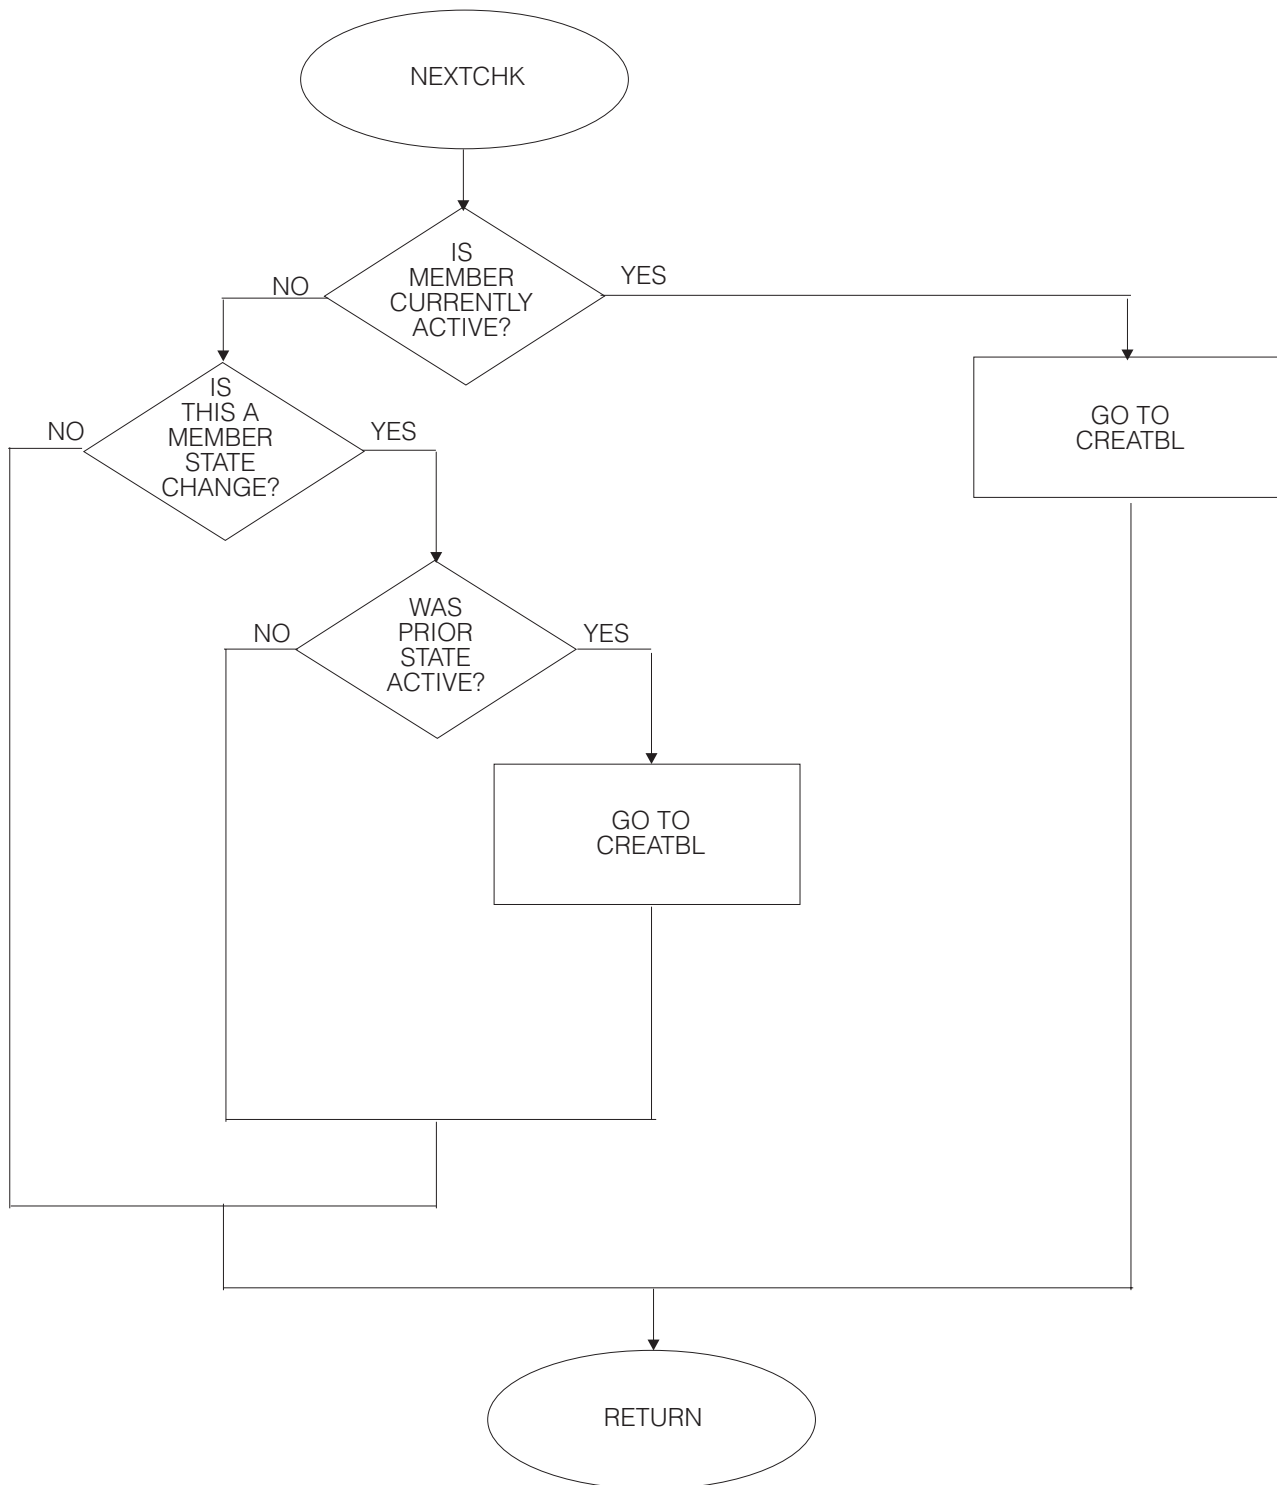 NEXTCHK
IS
MEMBER
CURRENTLY
ACTIVE?
NO
YES
IS
THIS A
MEMBER
STATE
CHANGE?
NO
YES
GO TO
CREATBL
WAS
PRIOR
STATE
ACTIVE?
NO
YES
GO TO
CREATBL
RETURN